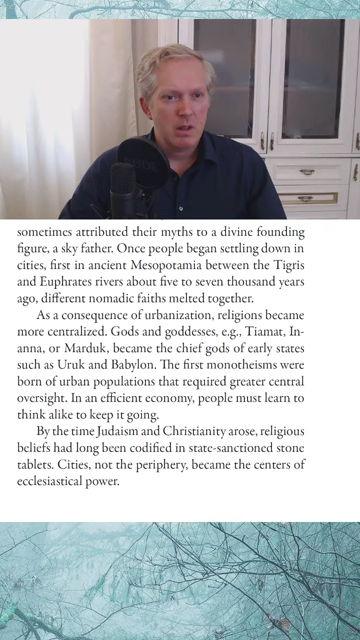 sometimes attributed their myths to a divine founding
figure, a sky father. Once people began settling down in
cities, first in ancient Mesopotamia between the Tigris
and Euphrates rivers about five to seven thousand years
ago, different nomadic faiths melted together.
As a consequence of urbanization, religions became
more centralized. Gods and goddesses, e.g., Tiamat, In-
anna, or Marduk, became the chief gods of early states
such as Uruk and Babylon. The first monotheisms were
born of urban populations that required greater central
oversight. In an efficient economy, people must learn to
think alike to keep it going.
By the time Judaism and Christianity arose, religious
beliefs had long been codified in state-sanctioned stone
tablets. Cities, not the periphery, became the centers of
ecclesiastical power.